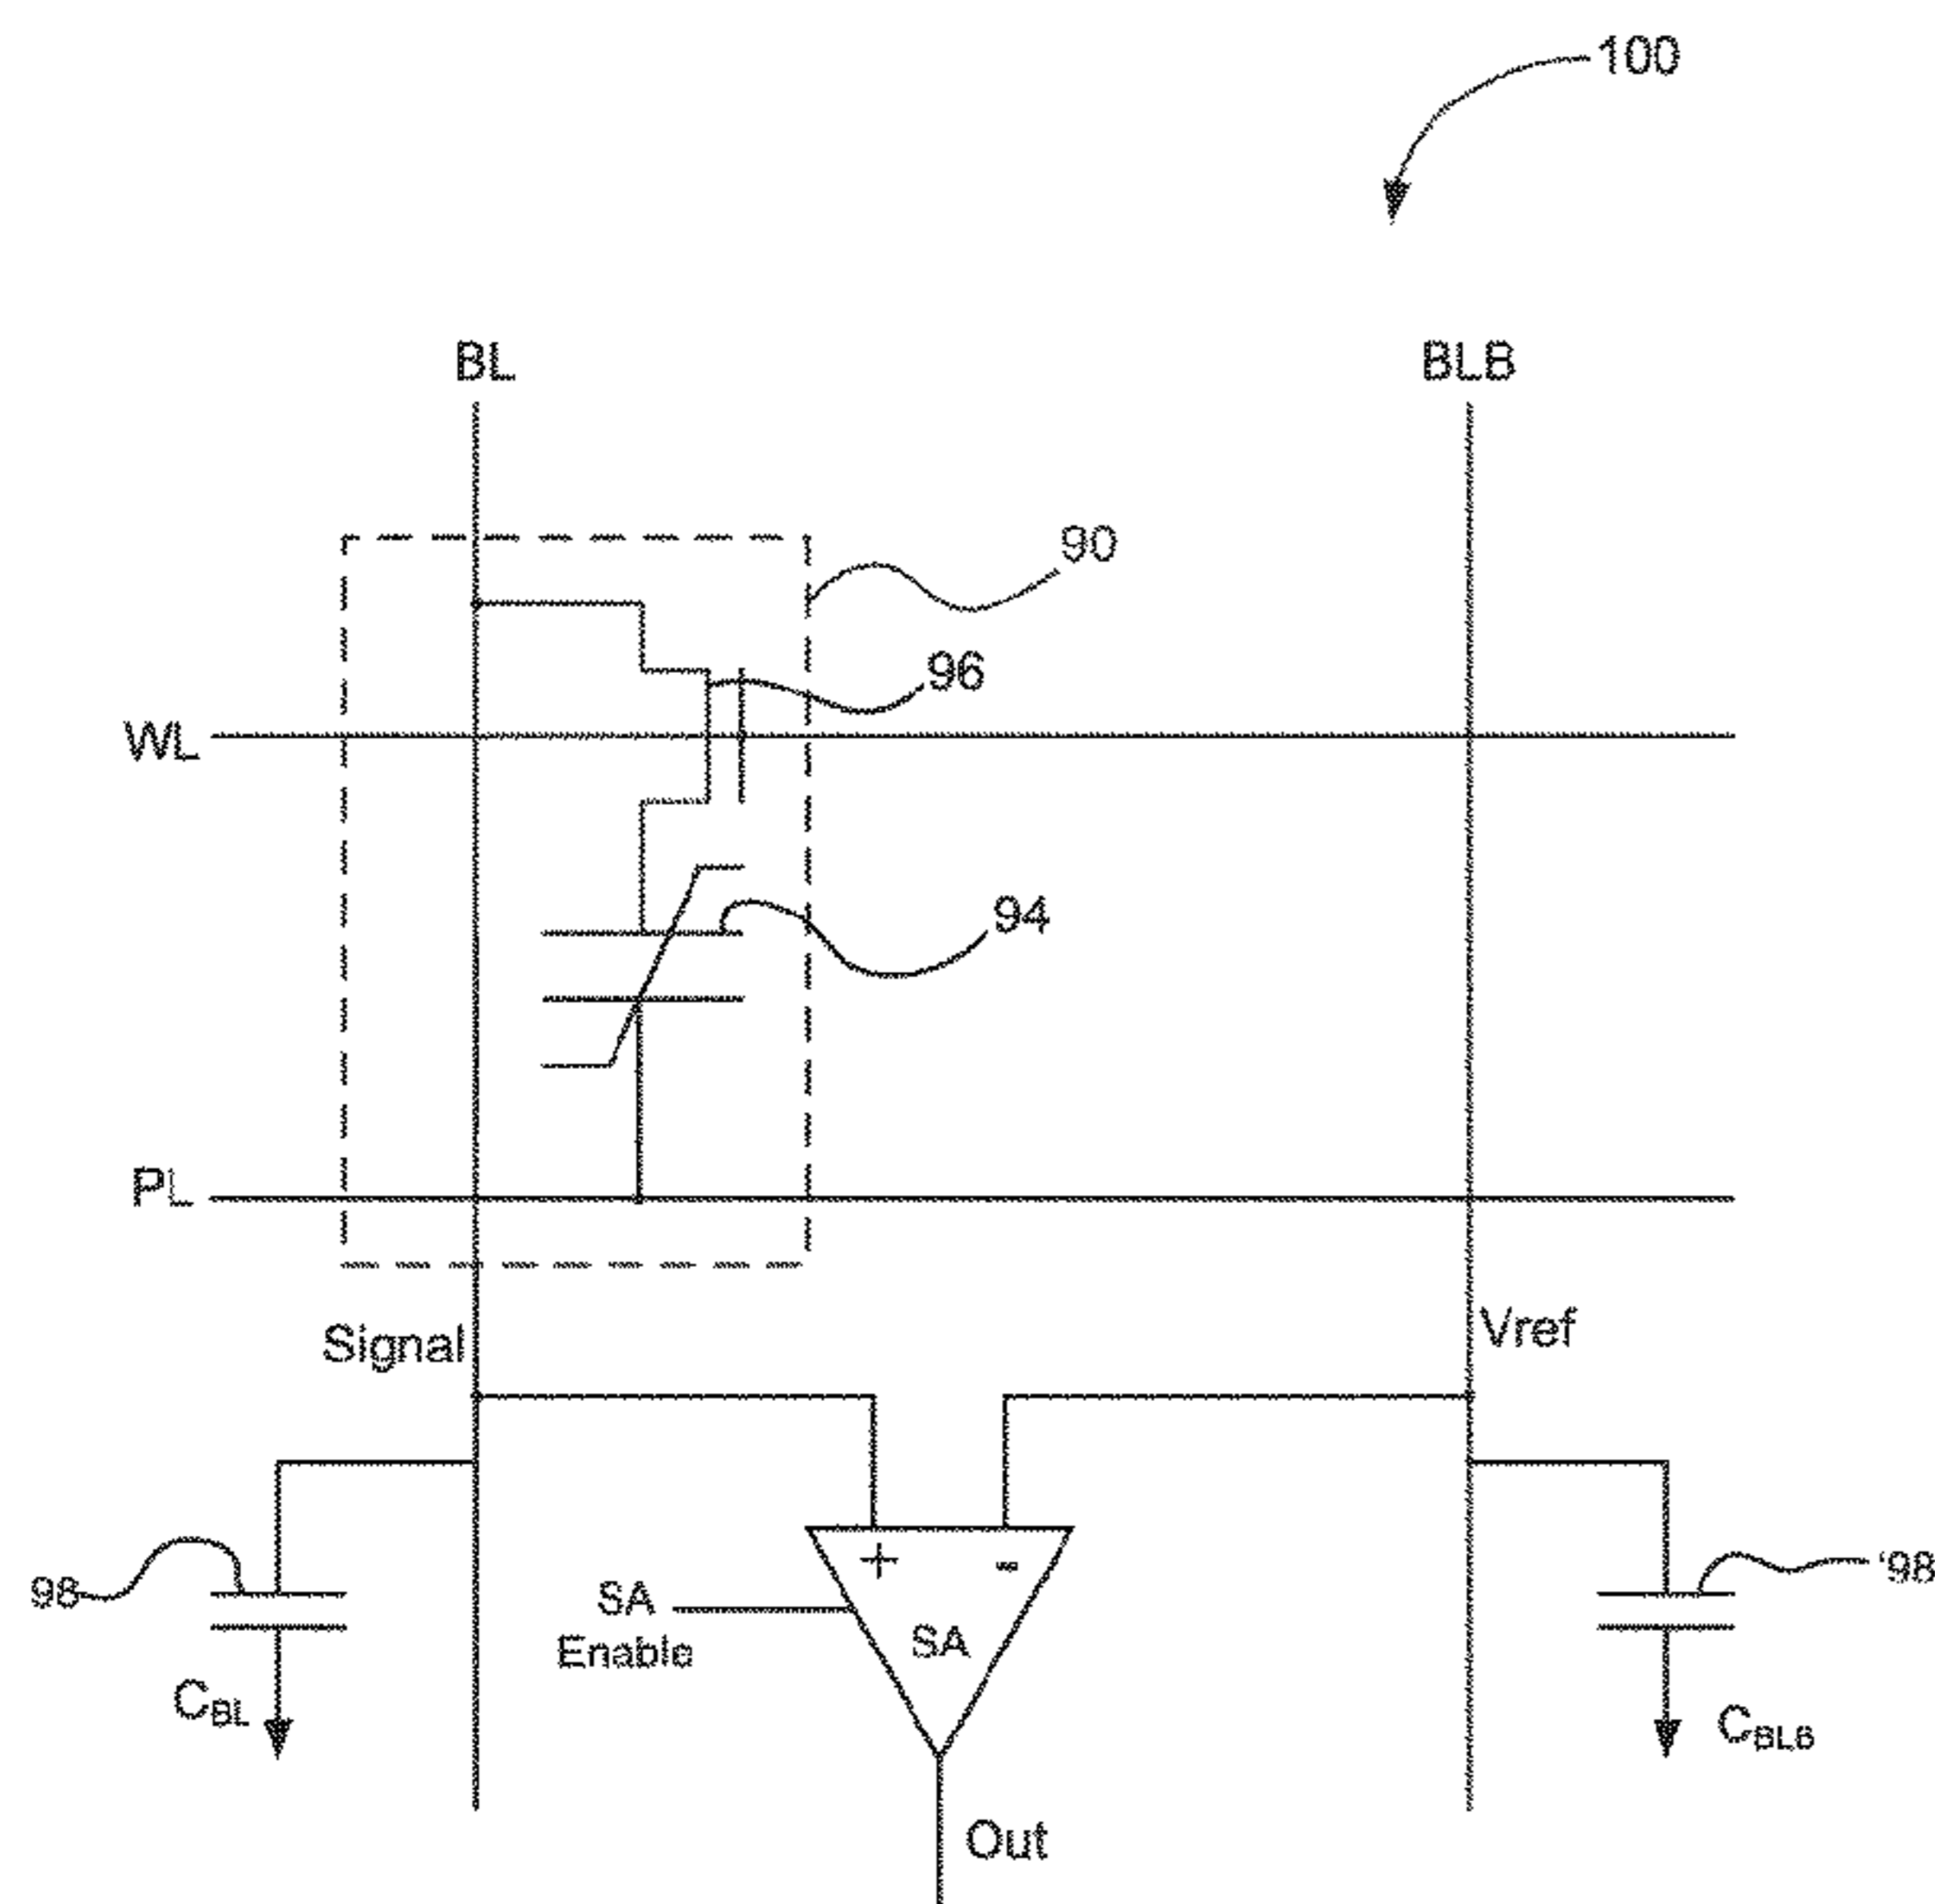 100
BL
BLB
90
96
WL
94
PL
Signal
Vref
98
'98
+
-
SA
Enable
SA
CBL
CBLB
Out